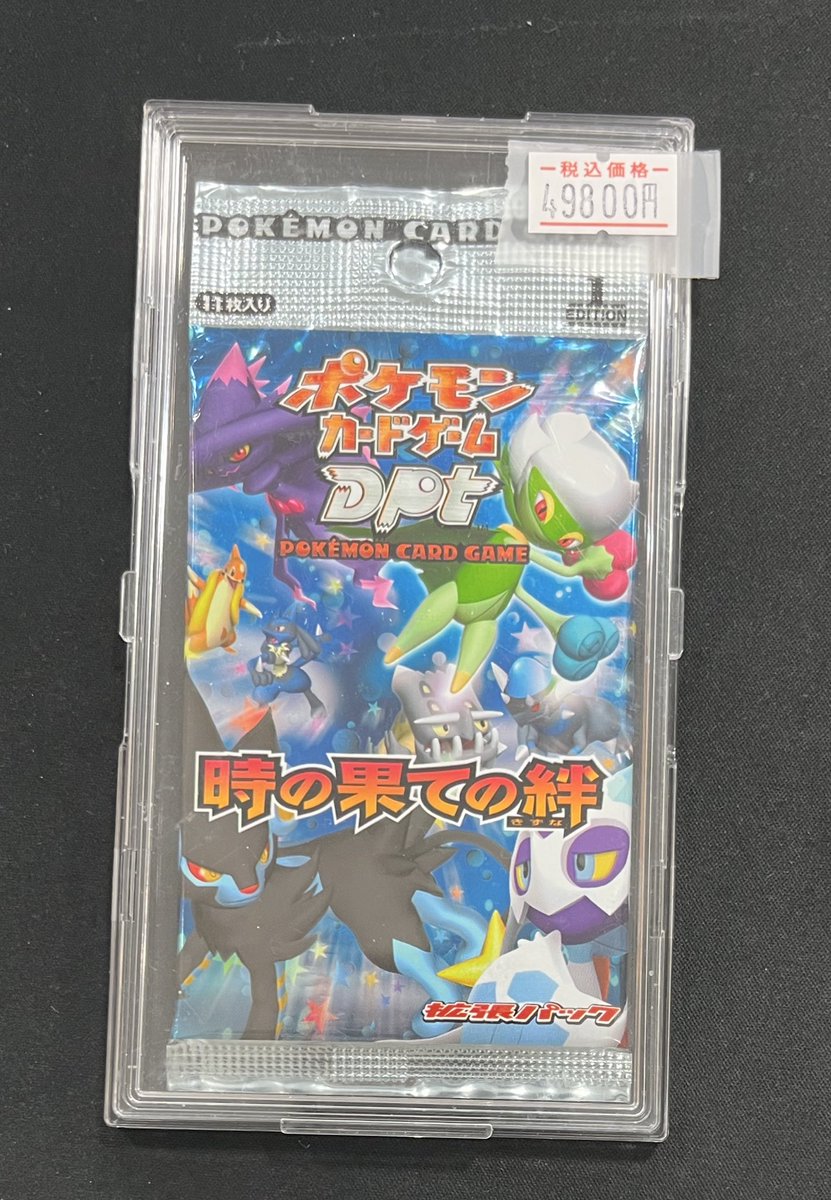 税込価格
49800円
POKÉMON CARD
11枚入り
1
EDITION
ポケモン
カードゲーム
DPt
POKÉMON CARD GAME
時の果ての絆
きずな
拡張パック